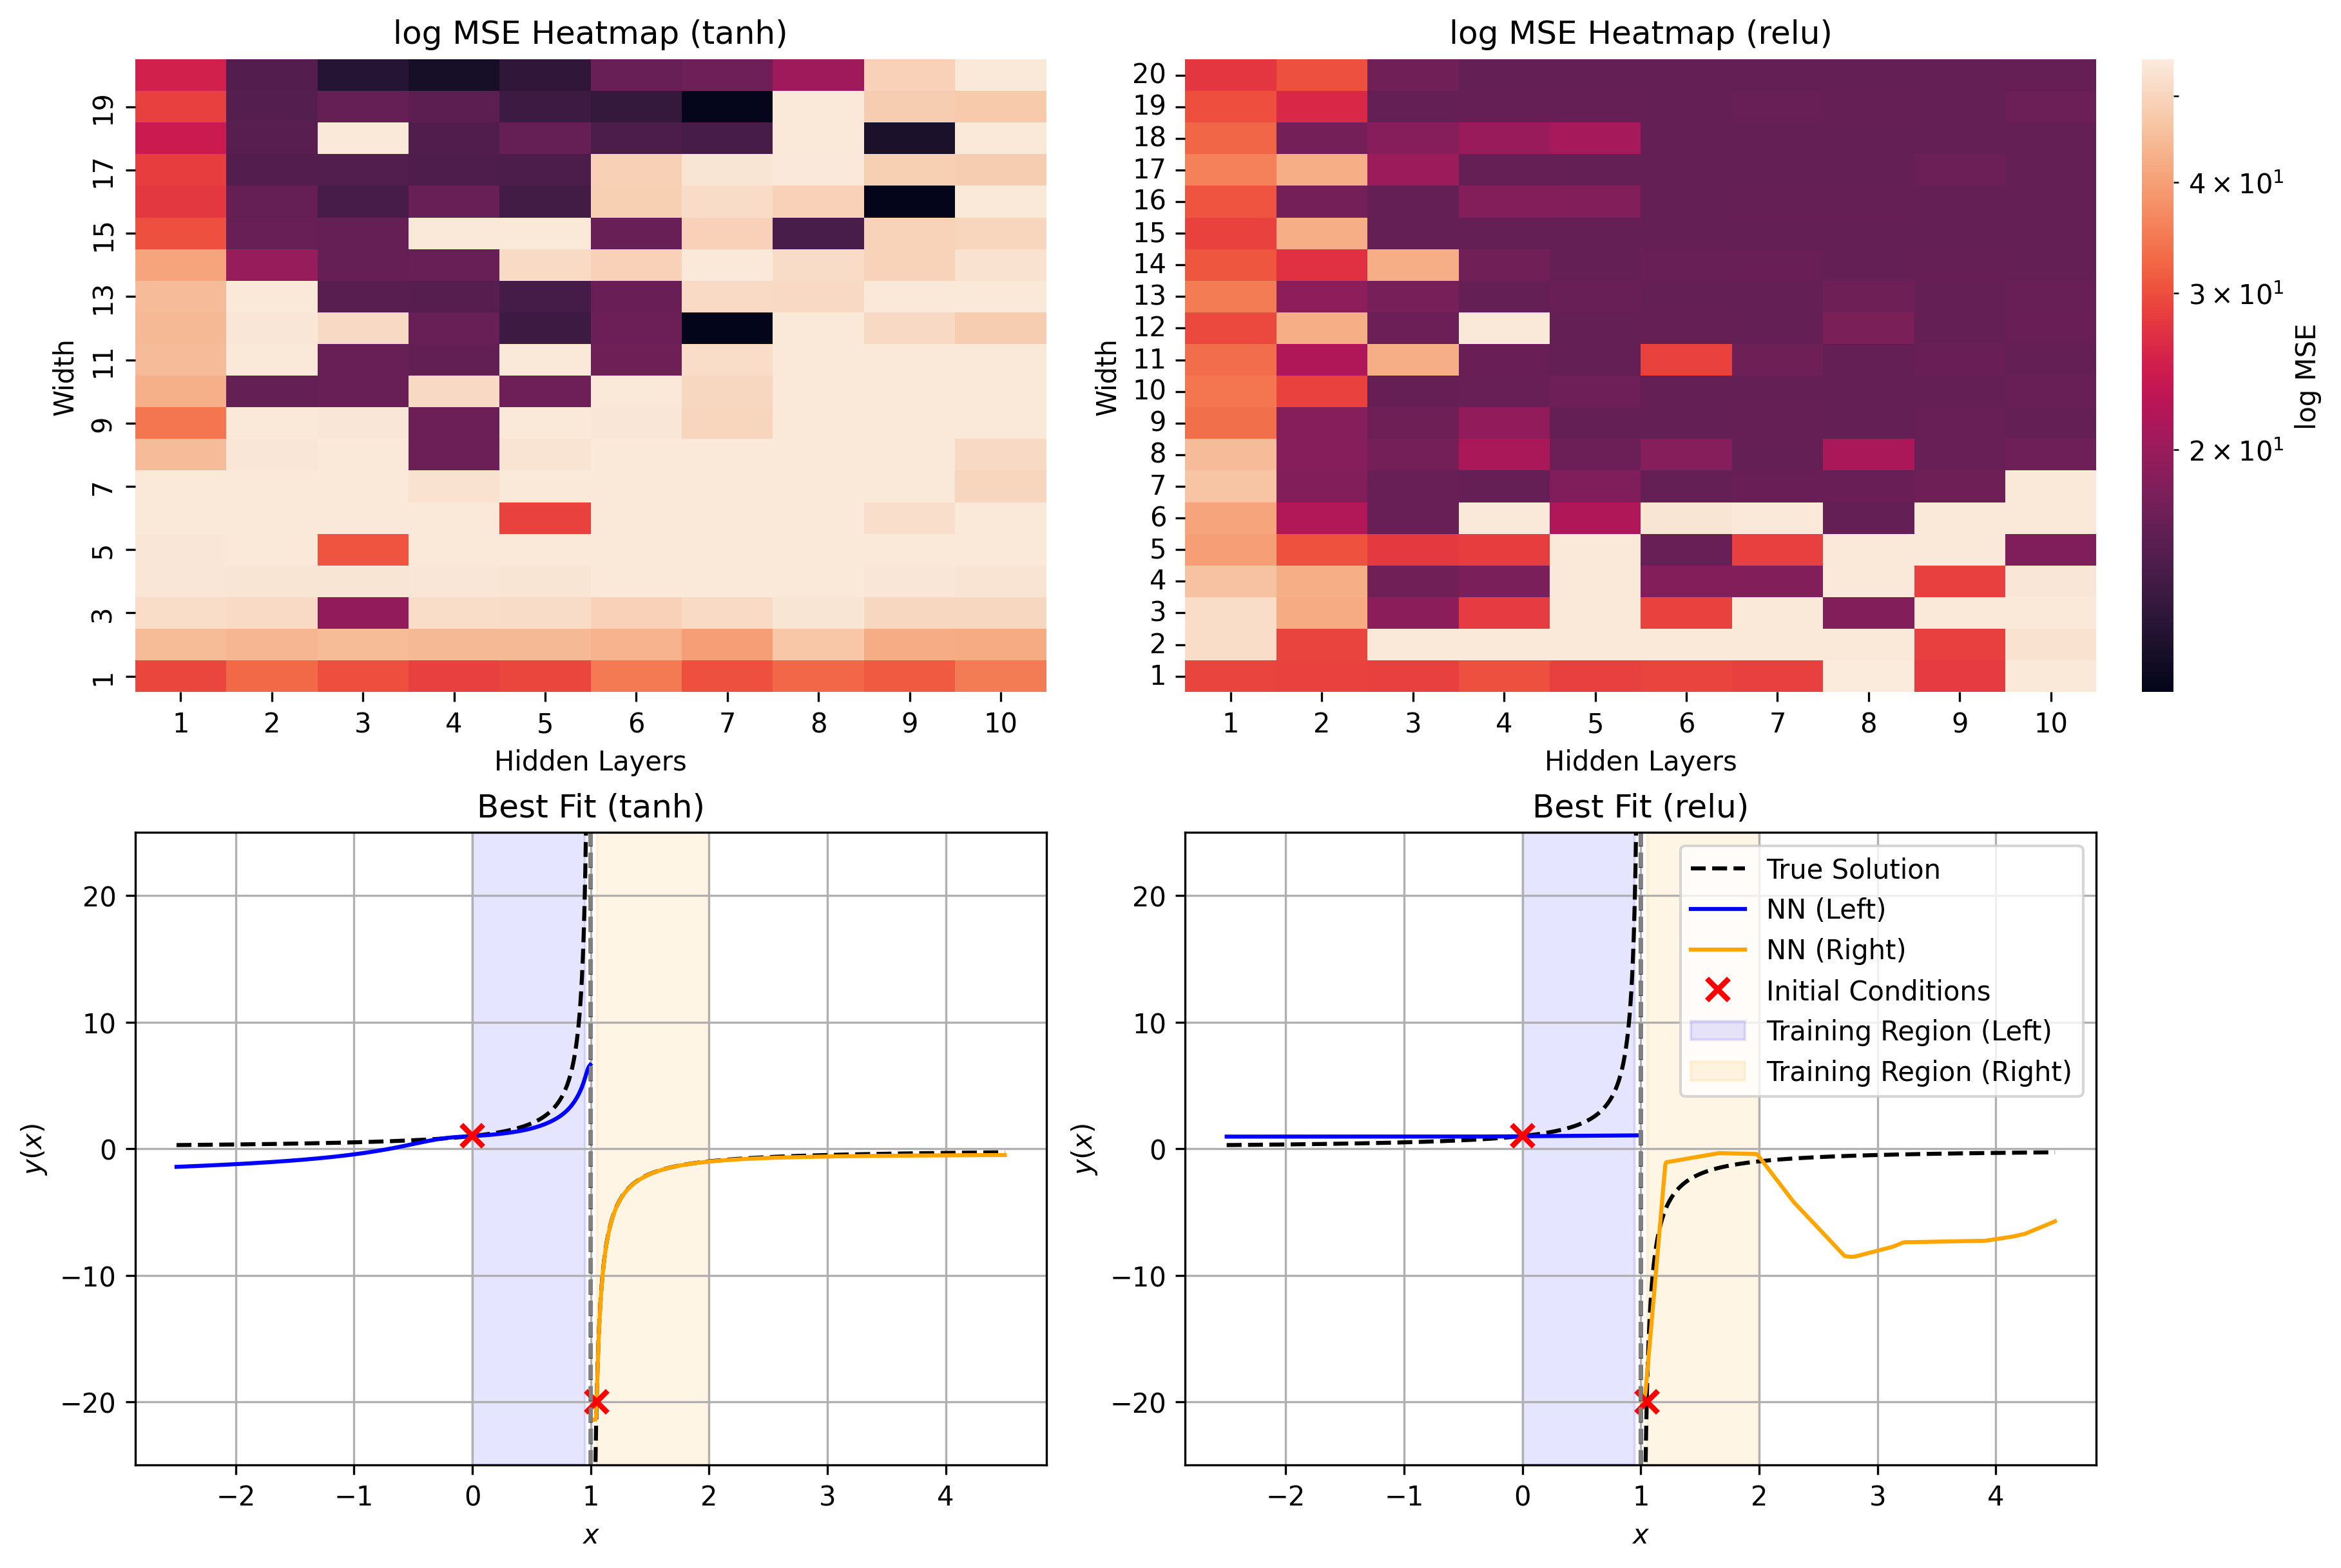 log MSE Heatmap (tanh)
19
17
15
13
11
9
7
5
3
1
Width
1 2 3 4 5 6 7 8 9 10
Hidden Layers
log MSE Heatmap (relu)
20
19
18
17
16
15
14
13
12
11
10
9
8
7
6
5
4
3
2
1
Width
1 2 3 4 5 6 7 8 9 10
Hidden Layers
4 × 10¹
3 × 10¹
2 × 10¹
log MSE
Best Fit (tanh)
20
10
0
−10
−20
y(x)
−2 −1 0 1 2 3 4
x
Best Fit (relu)
True Solution
NN (Left)
NN (Right)
Initial Conditions
Training Region (Left)
Training Region (Right)
20
10
0
−10
−20
y(x)
−2 −1 0 1 2 3 4
x